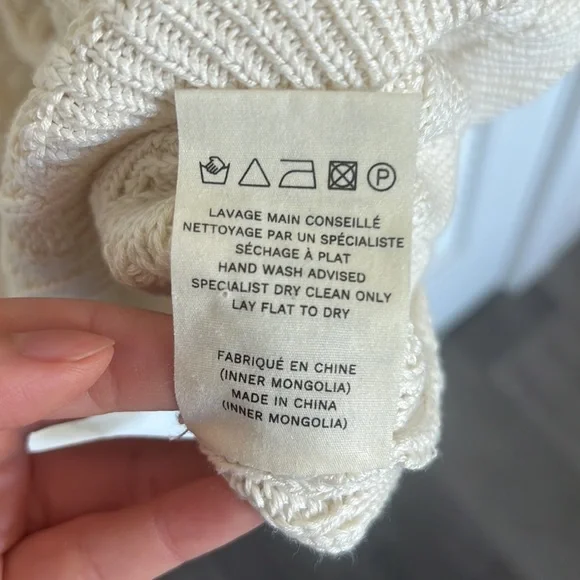 P
LAVAGE MAIN CONSEILLÉ
NETTOYAGE PAR UN SPÉCIALISTE
SÉCHAGE À PLAT
HAND WASH ADVISED
SPECIALIST DRY CLEAN ONLY
LAY FLAT TO DRY
FABRIQUÉ EN CHINE
(INNER MONGOLIA)
MADE IN CHINA
(INNER MONGOLIA)